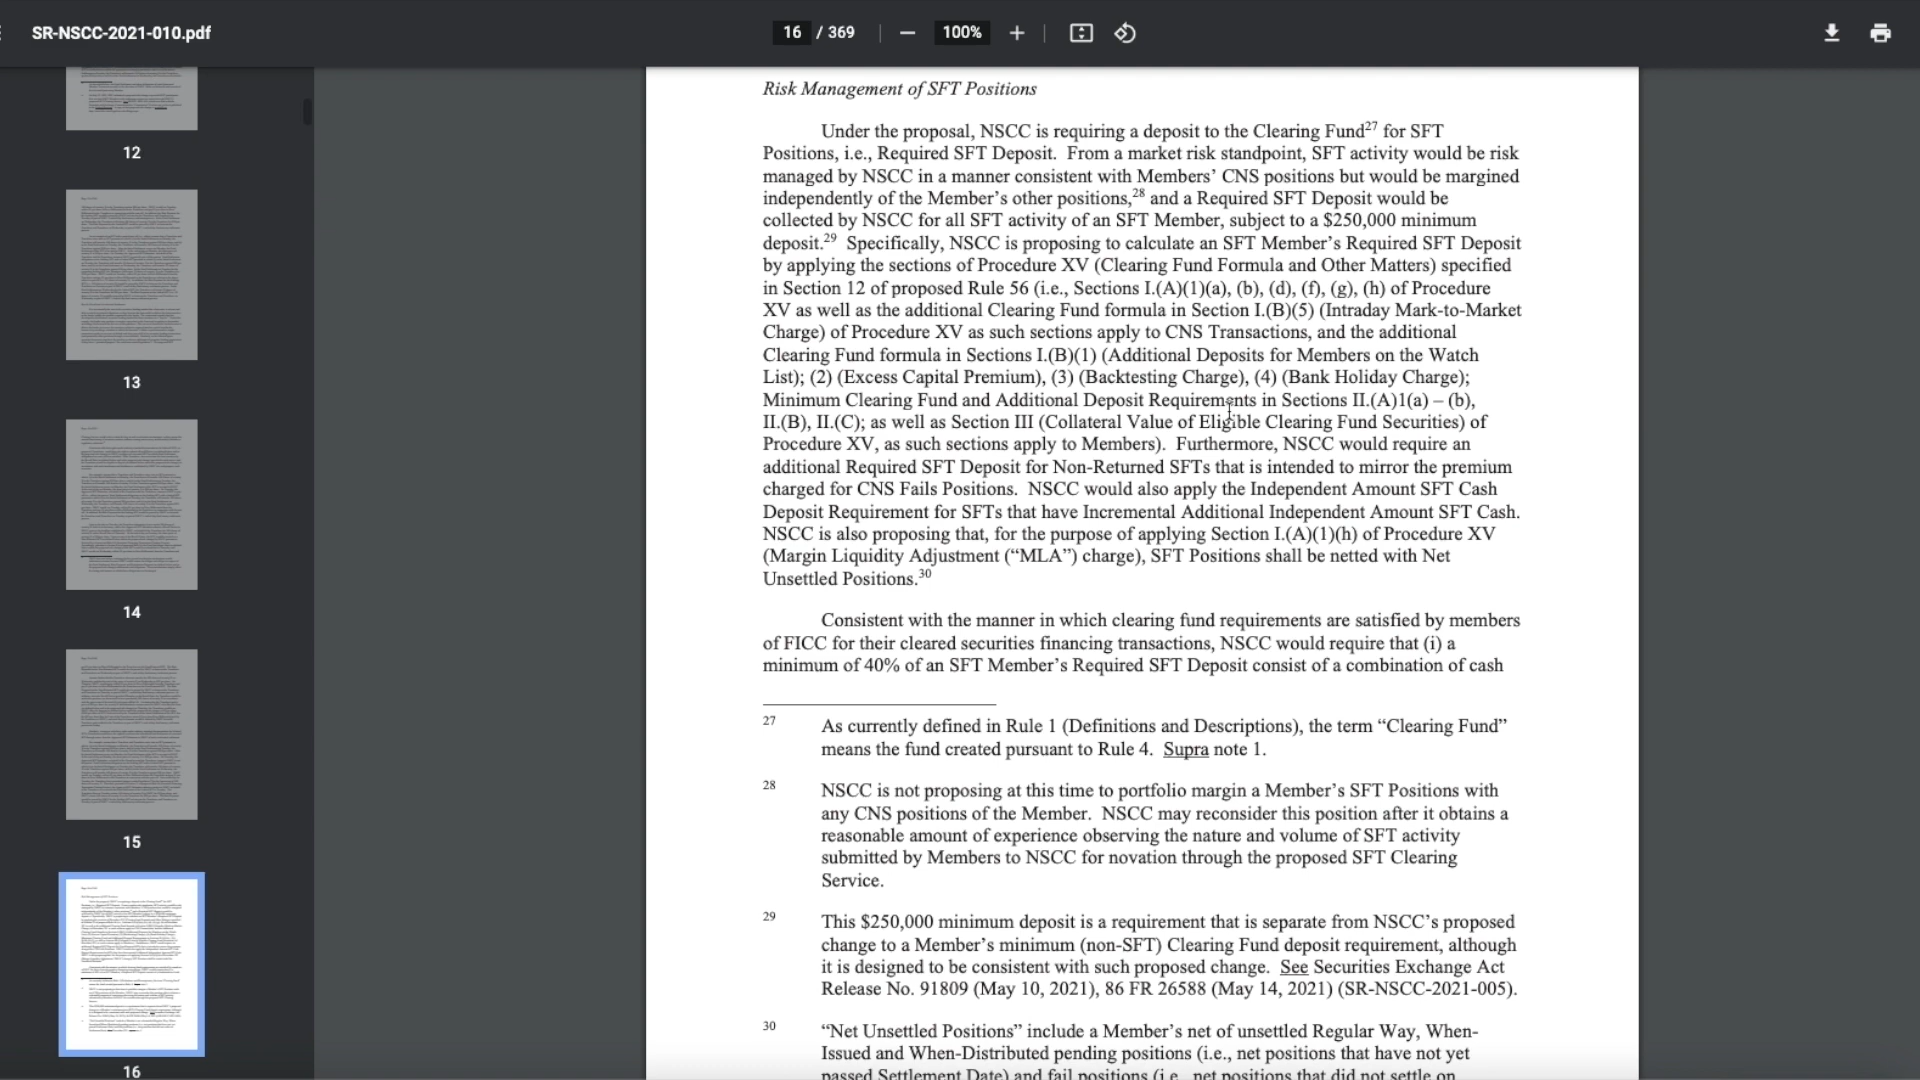 SR-NSCC-2021-010.pdf
16 / 369
100%
12
13
14
15
16
Risk Management of SFT Positions
Under the proposal, NSCC is requiring a deposit to the Clearing Fund27 for SFT
Positions, i.e., Required SFT Deposit. From a market risk standpoint, SFT activity would be risk
managed by NSCC in a manner consistent with Members’ CNS positions but would be margined
independently of the Member’s other positions,28 and a Required SFT Deposit would be
collected by NSCC for all SFT activity of an SFT Member, subject to a $250,000 minimum
deposit.29 Specifically, NSCC is proposing to calculate an SFT Member’s Required SFT Deposit
by applying the sections of Procedure XV (Clearing Fund Formula and Other Matters) specified
in Section 12 of proposed Rule 56 (i.e., Sections I.(A)(1)(a), (b), (d), (f), (g), (h) of Procedure
XV as well as the additional Clearing Fund formula in Section I.(B)(5) (Intraday Mark-to-Market
Charge) of Procedure XV as such sections apply to CNS Transactions, and the additional
Clearing Fund formula in Sections I.(B)(1) (Additional Deposits for Members on the Watch
List); (2) (Excess Capital Premium), (3) (Backtesting Charge), (4) (Bank Holiday Charge);
Minimum Clearing Fund and Additional Deposit Requirements in Sections II.(A)1(a) – (b),
II.(B), II.(C); as well as Section III (Collateral Value of Eligible Clearing Fund Securities) of
Procedure XV, as such sections apply to Members). Furthermore, NSCC would require an
additional Required SFT Deposit for Non-Returned SFTs that is intended to mirror the premium
charged for CNS Fails Positions. NSCC would also apply the Independent Amount SFT Cash
Deposit Requirement for SFTs that have Incremental Additional Independent Amount SFT Cash.
NSCC is also proposing that, for the purpose of applying Section I.(A)(1)(h) of Procedure XV
(Margin Liquidity Adjustment (“MLA”) charge), SFT Positions shall be netted with Net
Unsettled Positions.30
Consistent with the manner in which clearing fund requirements are satisfied by members
of FICC for their cleared securities financing transactions, NSCC would require that (i) a
minimum of 40% of an SFT Member’s Required SFT Deposit consist of a combination of cash
27 As currently defined in Rule 1 (Definitions and Descriptions), the term “Clearing Fund”
means the fund created pursuant to Rule 4. Supra note 1.
28 NSCC is not proposing at this time to portfolio margin a Member’s SFT Positions with
any CNS positions of the Member. NSCC may reconsider this position after it obtains a
reasonable amount of experience observing the nature and volume of SFT activity
submitted by Members to NSCC for novation through the proposed SFT Clearing
Service.
29 This $250,000 minimum deposit is a requirement that is separate from NSCC’s proposed
change to a Member’s minimum (non-SFT) Clearing Fund deposit requirement, although
it is designed to be consistent with such proposed change. See Securities Exchange Act
Release No. 91809 (May 10, 2021), 86 FR 26588 (May 14, 2021) (SR-NSCC-2021-005).
30 “Net Unsettled Positions” include a Member’s net of unsettled Regular Way, When-
Issued and When-Distributed pending positions (i.e., net positions that have not yet
passed Settlement Date) and fail positions (i.e., net positions that did not settle on